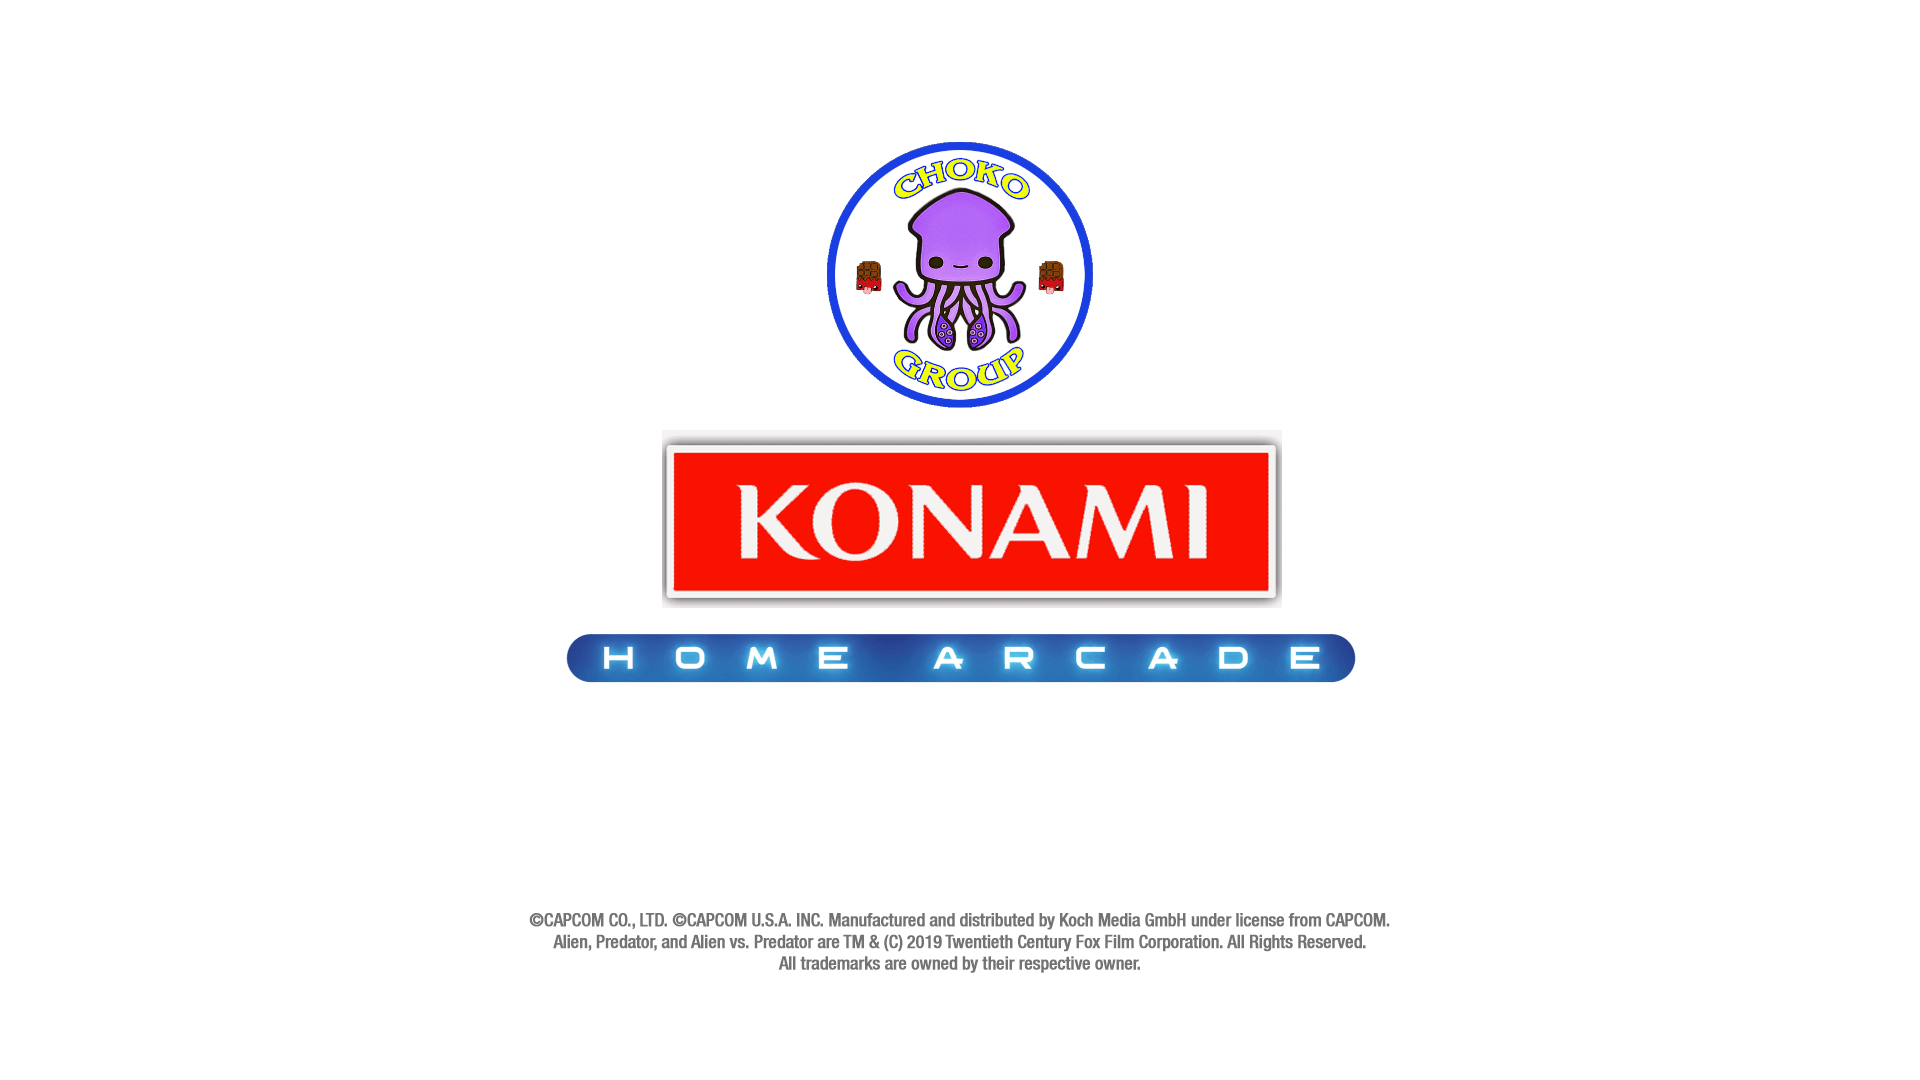 CHOKO
GROUP
KONAMI
HOME ARCADE
©CAPCOM CO., LTD. ©CAPCOM U.S.A. INC. Manufactured and distributed by Koch Media GmbH under license from CAPCOM.
Alien, Predator, and Alien vs. Predator are TM & (C) 2019 Twentieth Century Fox Film Corporation. All Rights Reserved.
All trademarks are owned by their respective owner.